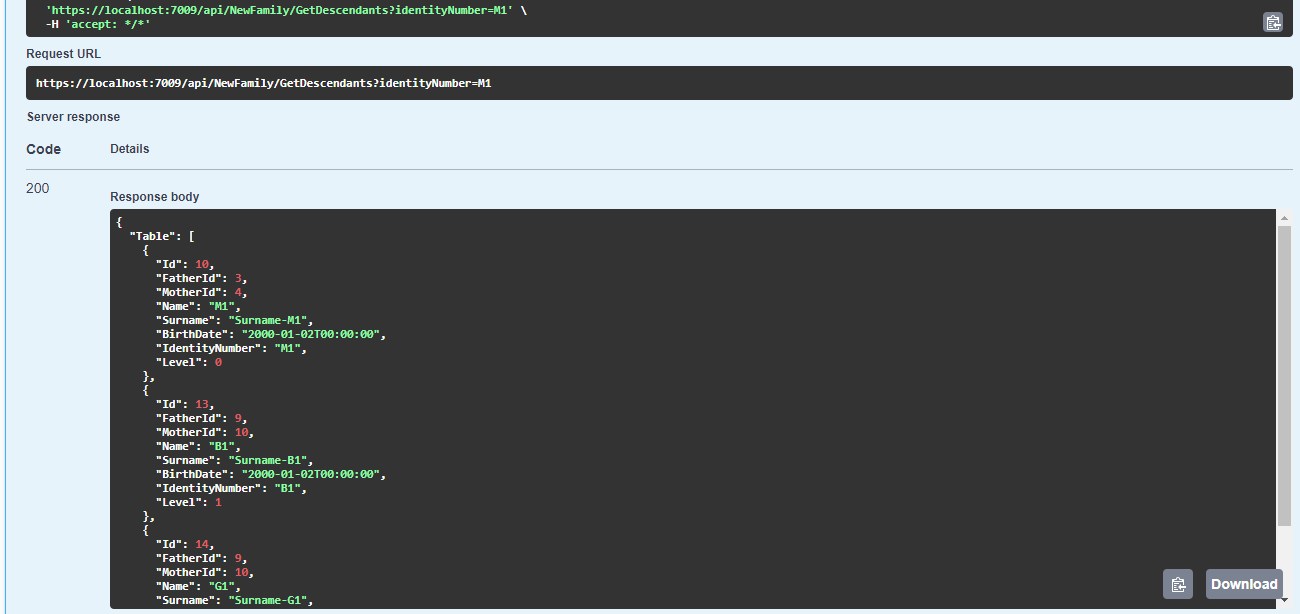 'https://localhost:7009/api/NewFamily/GetDescendants?identityNumber=M1' \
-H 'accept: */*'
Request URL
https://localhost:7009/api/NewFamily/GetDescendants?identityNumber=M1
Server response
Code Details
200
Response body
{
"Table": [
{
"Id": 10,
"FatherId": 3,
"MotherId": 4,
"Name": "M1",
"Surname": "Surname-M1",
"BirthDate": "2000-01-02T00:00:00",
"IdentityNumber": "M1",
"Level": 0
},
{
"Id": 13,
"FatherId": 9,
"MotherId": 10,
"Name": "B1",
"Surname": "Surname-B1",
"BirthDate": "2000-01-02T00:00:00",
"IdentityNumber": "B1",
"Level": 1
},
{
"Id": 14,
"FatherId": 9,
"MotherId": 10,
"Name": "G1",
"Surname": "Surname-G1",
Download